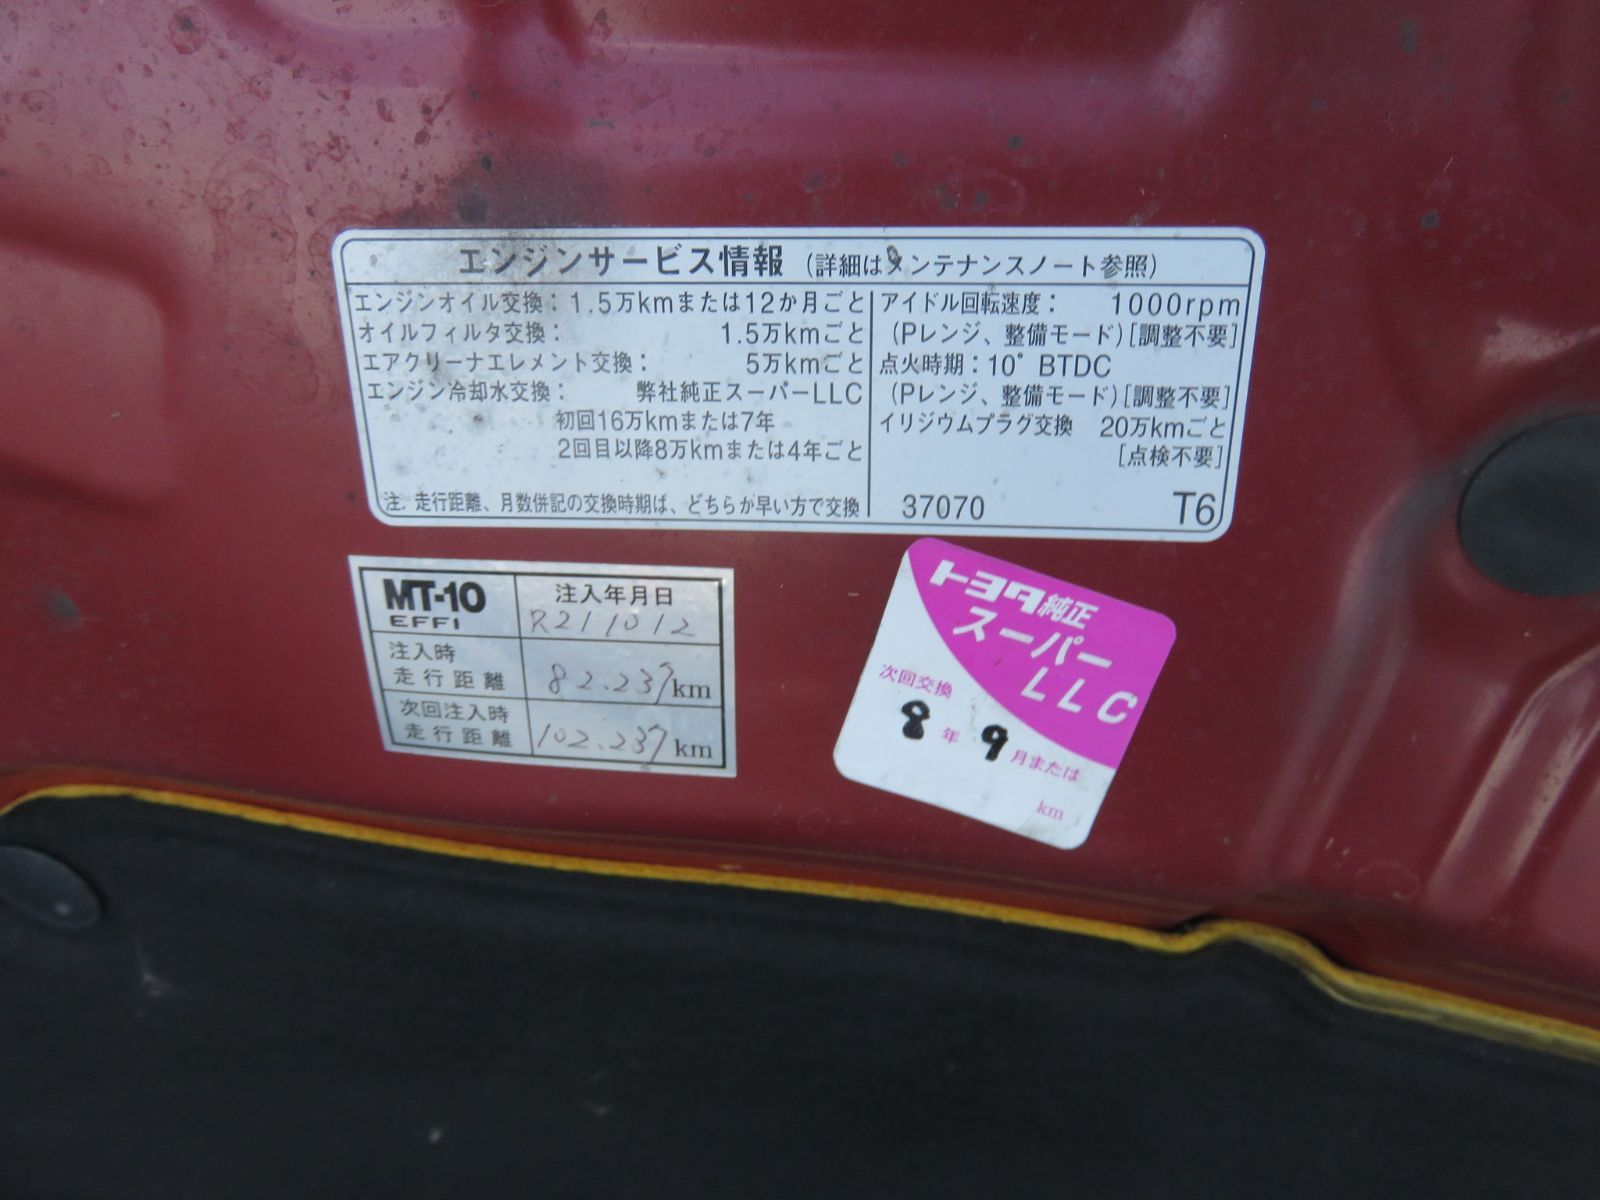 エンジンサービス情報 (詳細はメンテナンスノート参照)
エンジンオイル交換：1.5万kmまたは12か月ごと
オイルフィルタ交換： 1.5万kmごと
エアクリーナエレメント交換： 5万kmごと
エンジン冷却水交換： 弊社純正スーパーLLC
初回16万kmまたは7年
2回目以降8万kmまたは4年ごと
注. 走行距離、月数併記の交換時期は、どちらか早い方で交換
アイドル回転速度： 1000rpm
(Pレンジ、整備モード)[調整不要]
点火時期：10° BTDC
(Pレンジ、整備モード)[調整不要]
イリジウムプラグ交換 20万kmごと
[点検不要]
37070 T6
MT-10
EFFI
注入年月日
R211012
注入時
走行距離
82.237km
次回注入時
走行距離
102.237km
トヨタ純正
スーパー
LLC
次回交換
8年9月または
km